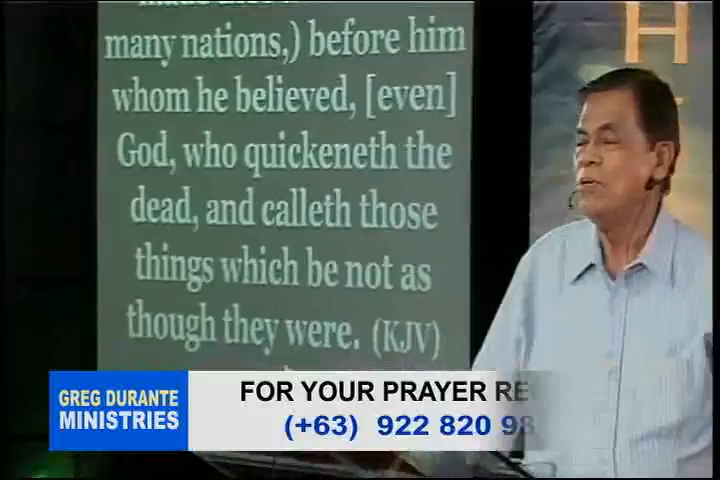 many nations,) before him
whom he believed, [even]
God, who quickeneth the
dead, and calleth those
things which be not as
though they were. (KJV)
H
GREG DURANTE
MINISTRIES
FOR YOUR PRAYER RE
(+63) 922 820 98